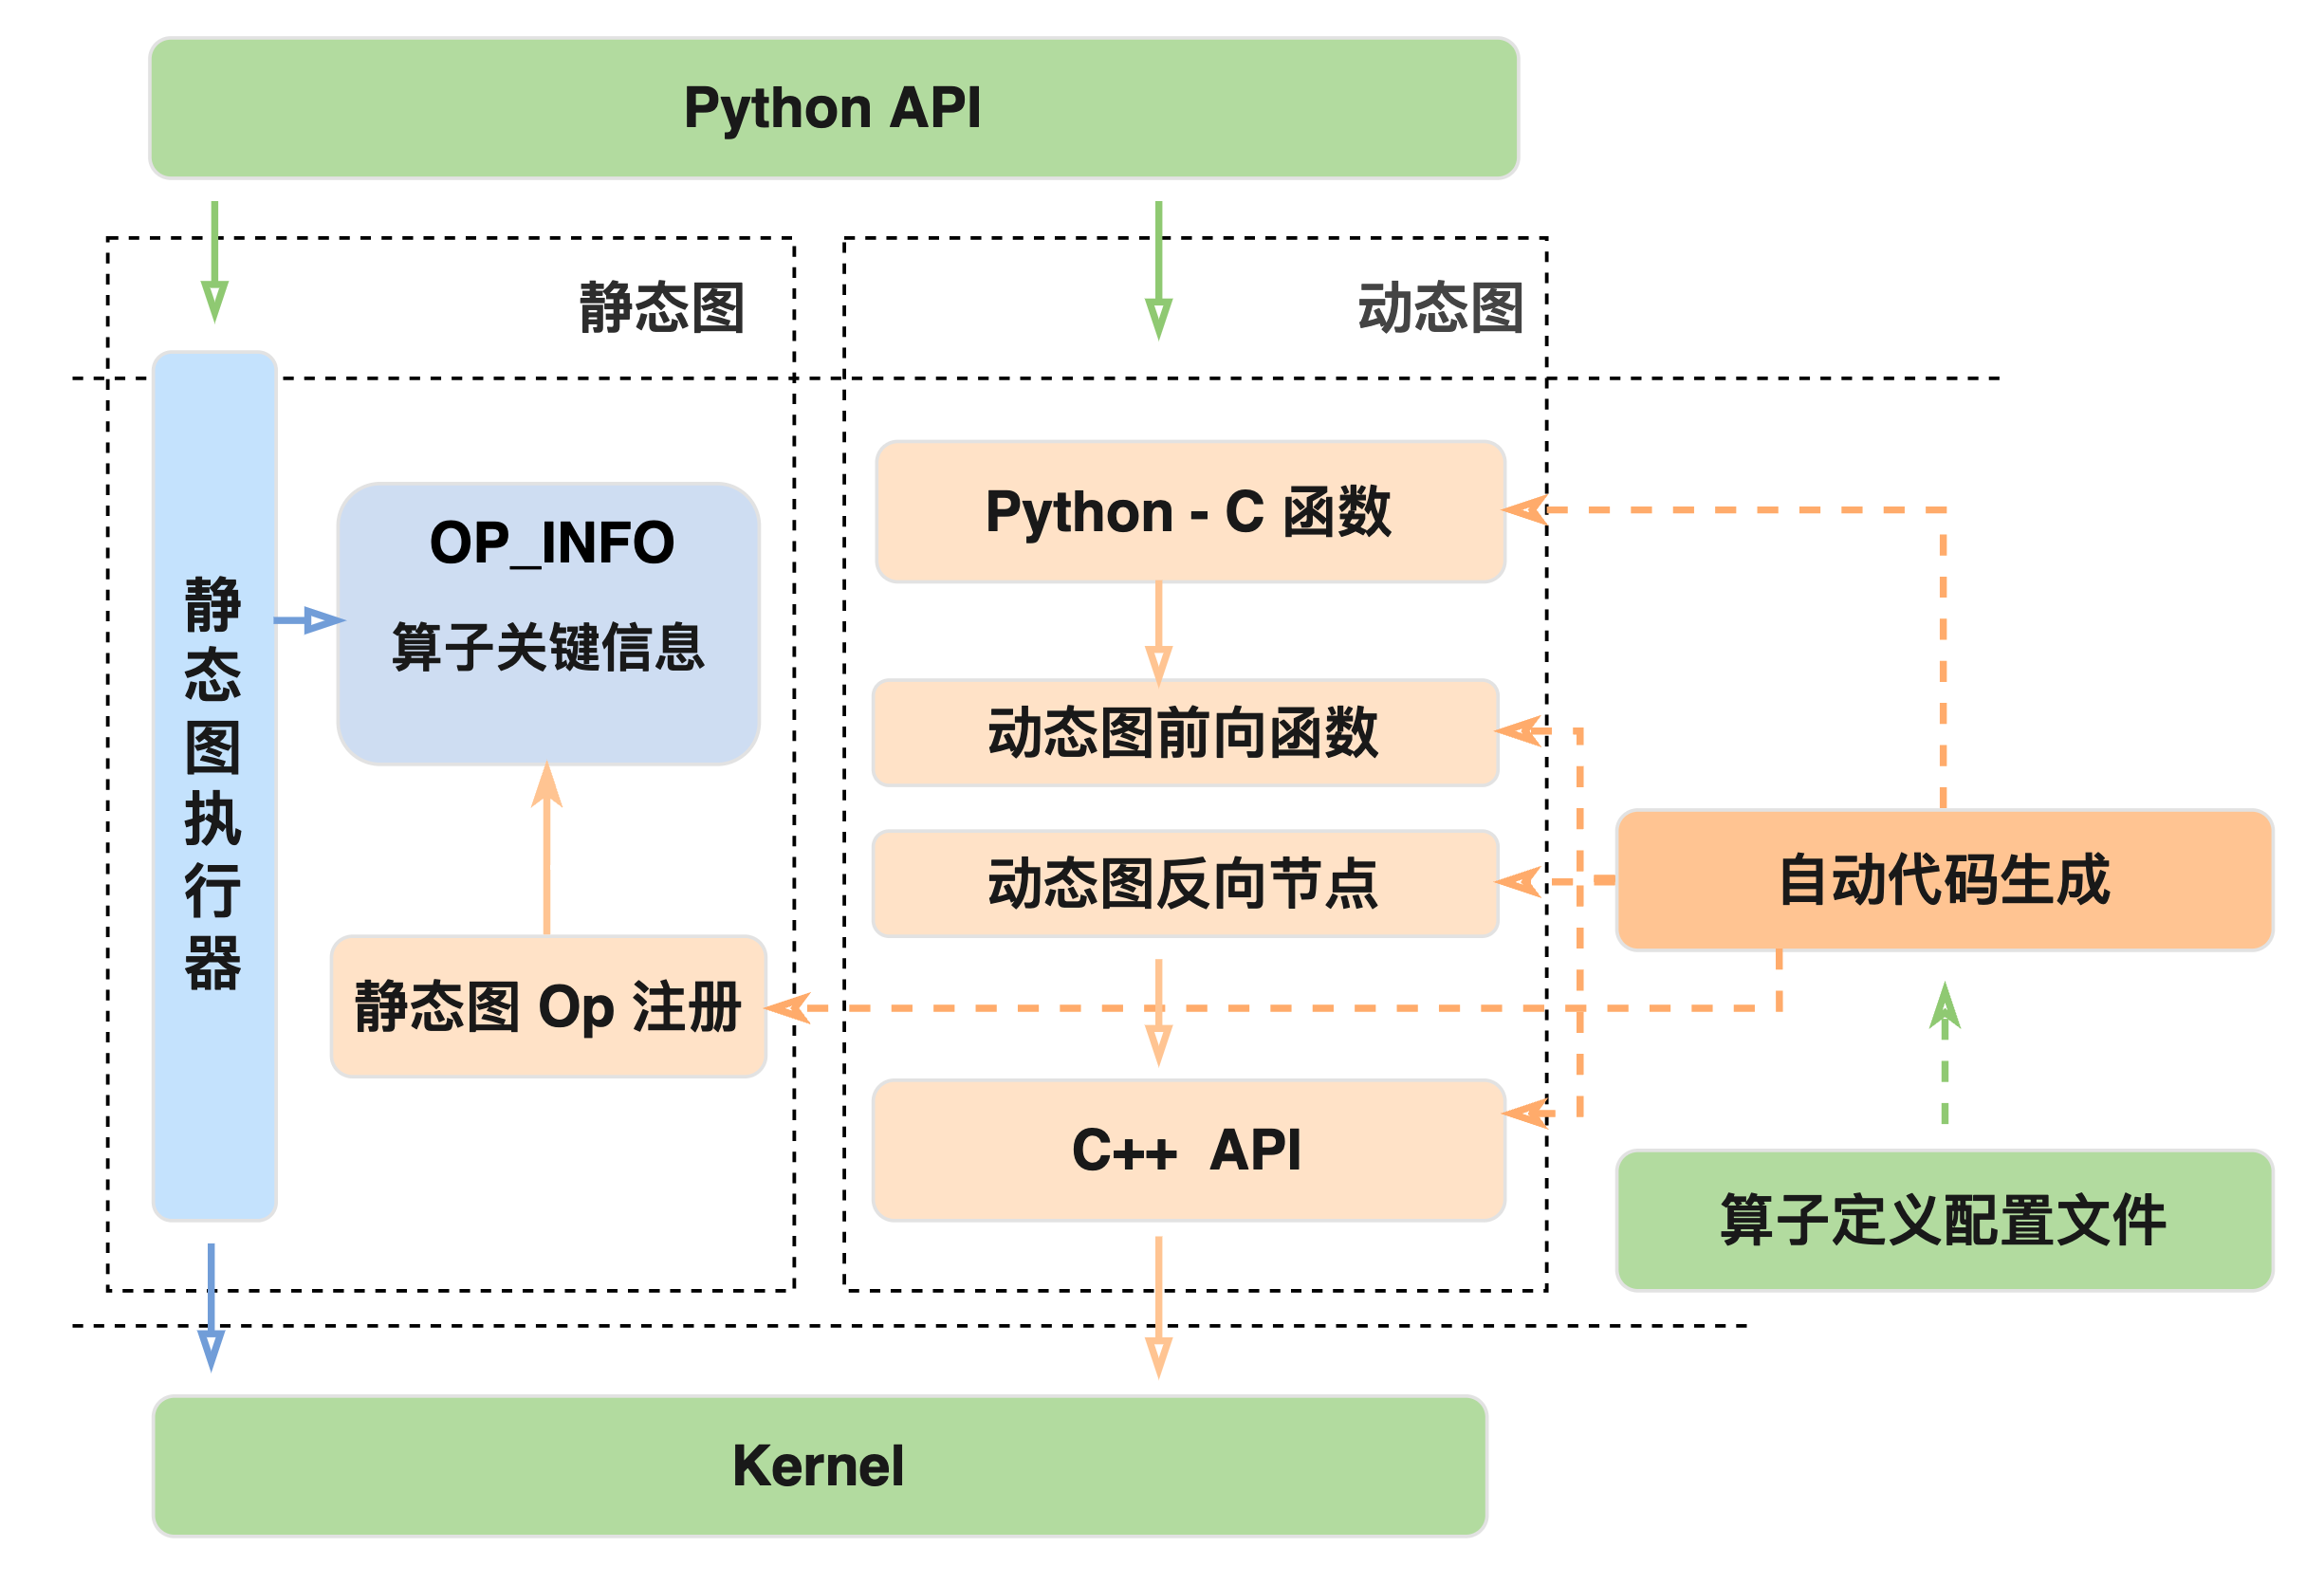 Python API
静态图
动态图
静态图执行器
OP_INFO
算子关键信息
静态图 Op 注册
Python - C 函数
动态图前向函数
动态图反向节点
C++ API
自动代码生成
算子定义配置文件
Kernel